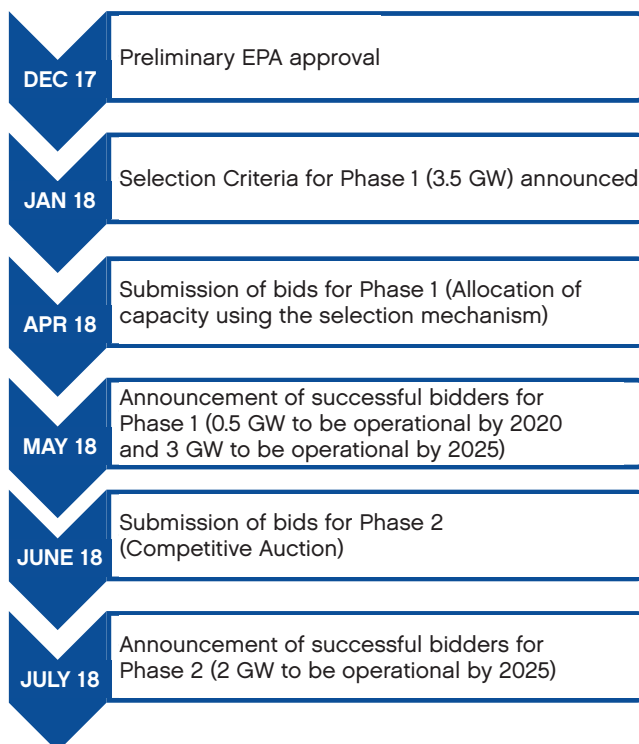 DEC 17
Preliminary EPA approval
JAN 18
Selection Criteria for Phase 1 (3.5 GW) announced
APR 18
Submission of bids for Phase 1 (Allocation of
capacity using the selection mechanism)
MAY 18
Announcement of successful bidders for
Phase 1 (0.5 GW to be operational by 2020
and 3 GW to be operational by 2025)
JUNE 18
Submission of bids for Phase 2
(Competitive Auction)
JULY 18
Announcement of successful bidders for
Phase 2 (2 GW to be operational by 2025)